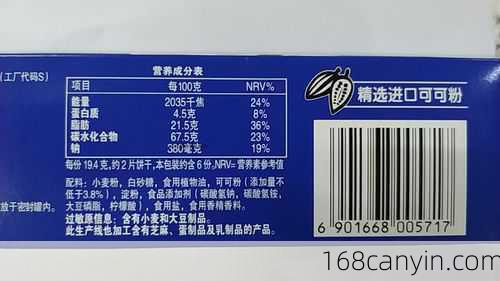 (工厂代码S)
营养成分表
项目 每100克 NRV%
能量 2035千焦 24%
蛋白质 4.5克 8%
脂肪 21.5克 36%
碳水化合物 67.5克 23%
钠 380毫克 19%
每份 19.4克，约 2片饼干，本包装约含 6份，NRV= 营养素参考值
配料：小麦粉，白砂糖，食用植物油，可可粉（添加量不
低于3.8%），淀粉，食品添加剂（碳酸氢钠，碳酸氢铵，
大豆磷脂，柠檬酸），食用盐，食用香精香料。
过敏原信息：含有小麦和大豆制品。
此生产线也加工含有芝麻、蛋制品及乳制品的产品。
放于密封罐内。
精选进口可可粉
6 901668 005717
168canyin.com